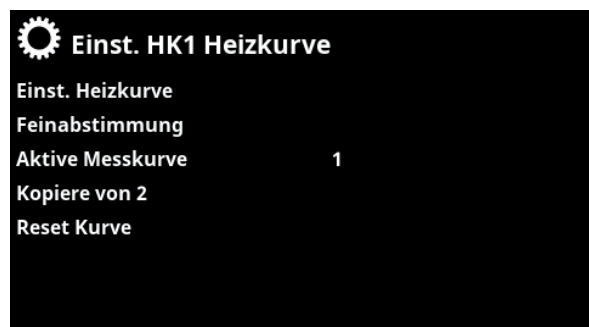 Einst. HK1 Heizkurve
Einst. Heizkurve
Feinabstimmung
Aktive Messkurve 1
Kopiere von 2
Reset Kurve